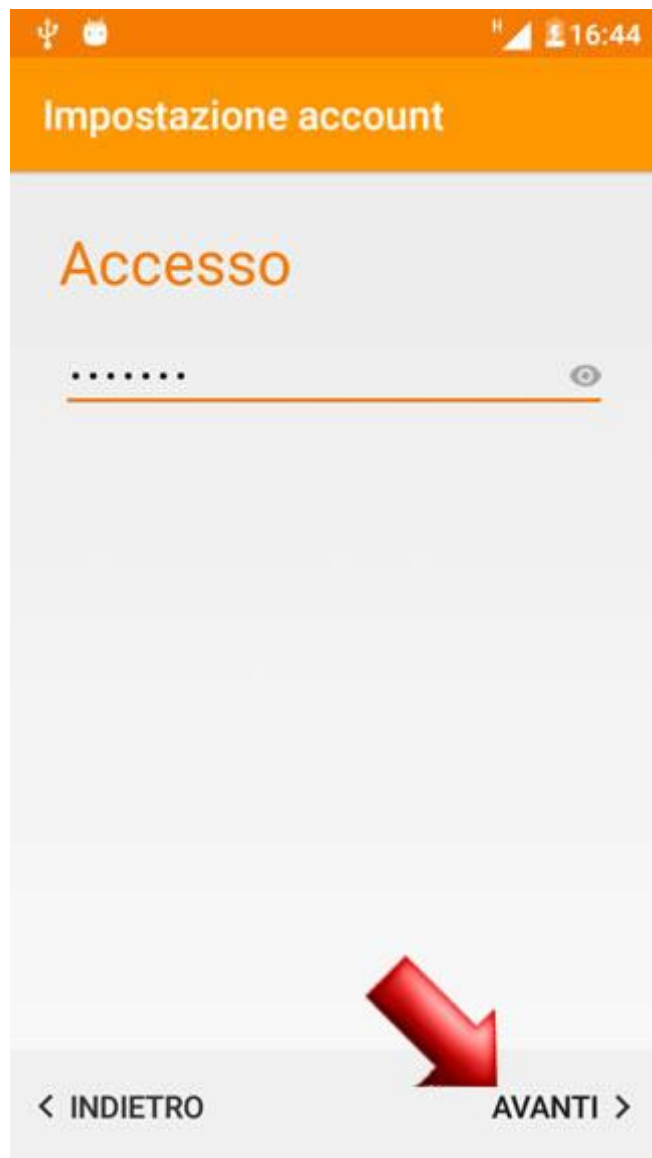 H 16:44
Impostazione account
Accesso
.......
< INDIETRO
AVANTI >